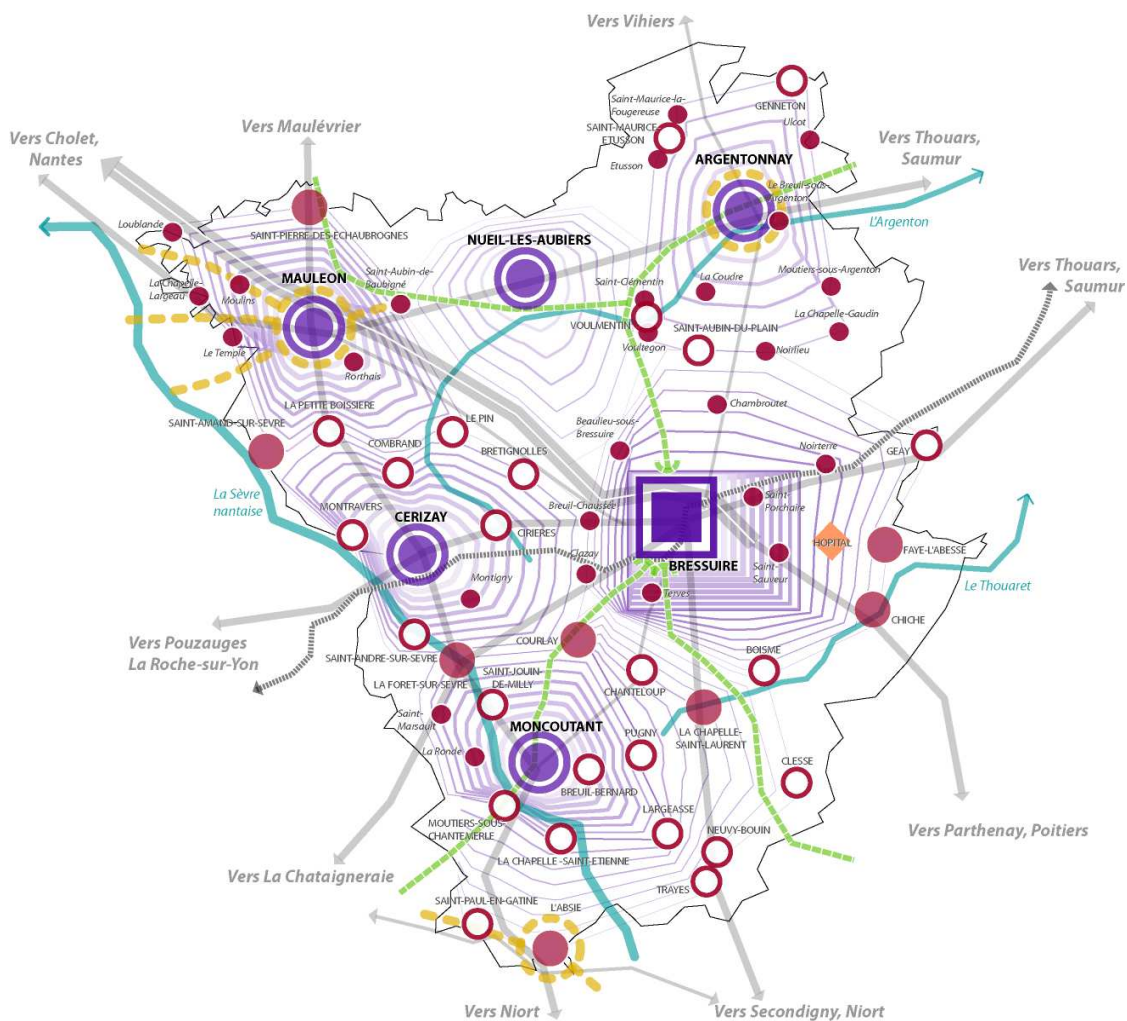 Vers Vihiers
GENNETON
Saint-Maurice-la-
Fougereuse
Ulcot
SAINT-MAURICE-
ETUSSON
Vers Maulévrier
Vers Cholet,
Nantes
Vers Thouars,
Saumur
Etusson
ARGENTONNAY
Le Breuil-sous-
Argenton
L'Argenton
Loublande
SAINT-PIERRE-DES-ECHAUBROGNES
NUEIL-LES-AUBIERS
Vers Thouars,
Saumur
MAULEON
Saint-Aubin-de-
Baubigné
La Chapelle-
Largeau
Moulins
Saint-Clémentin
La Coudre
Moutiers-sous-Argenton
La Chapelle-Gaudin
VOULMENTIN
SAINT-AUBIN-DU-PLAIN
Voultegon
Noirlieu
Le Temple
Rorthais
LA PETITE BOISSIERE
SAINT-AMAND-SUR-SÈVRE
LE PIN
Chambroutet
COMBRAND
BRETIGNOLLES
Beaulieu-sous-
Bressuire
Noirterre
GEAY
La Sèvre
nantaise
MONTRAVERS
CERIZAY
CIRIERES
Breuil-Chaussée
Saint-
Porchaire
HOPITAL
FAYE-L'ABESSE
Clazay
BRESSUIRE
Saint-
Sauveur
Le Thouaret
Montigny
Terves
CHICHE
Vers Pouzauges
La Roche-sur-Yon
SAINT-ANDRE-SUR-SEVRE
COURLAY
BOISME
LA FORET-SUR-SEVRE
SAINT-JOUIN-
DE-MILLY
CHANTELOUP
Saint-
Marsault
MONCOUTANT
LA CHAPELLE-
SAINT-LAURENT
PUGNY
La Ronde
CLESSE
BREUIL-BERNARD
MOUTIERS-SOUS-
CHANTEMERLE
LARGEASSE
NEUVY-BOUIN
Vers Parthenay, Poitiers
LA CHAPELLE -SAINT-ETIENNE
Vers La Chataigneraie
TRAYES
SAINT-PAUL-EN-GATINE
L'ABSIE
Vers Niort
Vers Secondigny, Niort